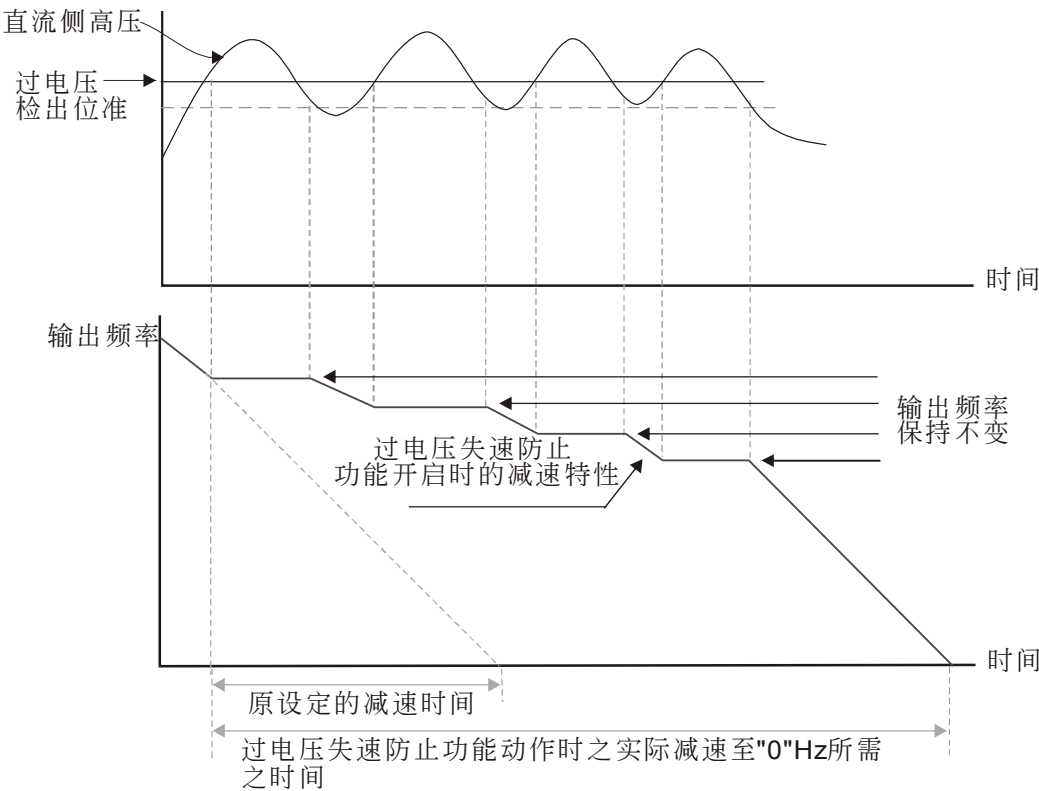 直流侧高压
过电压
检出位准
时间
输出频率
输出频率
保持不变
过电压失速防止
功能开启时的减速特性
时间
原设定的减速时间
过电压失速防止功能动作时之实际减速至"0"Hz所需
之时间